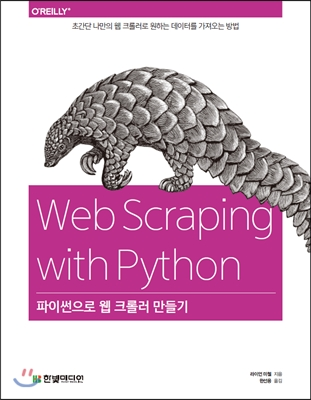 O'REILLY®
초간단 나만의 웹 크롤러로 원하는 데이터를 가져오는 방법
Web Scraping
with Python
파이썬으로 웹 크롤러 만들기
한빛미디어
라이언 미첼 지음
한선용 옮김